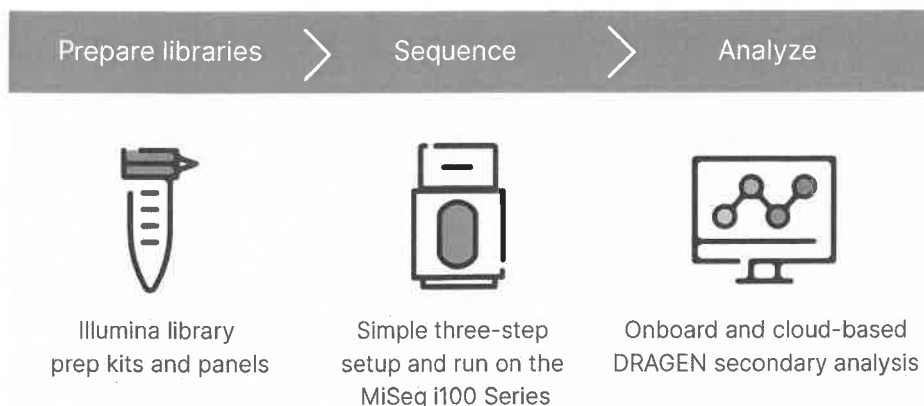 Prepare libraries
Sequence
Analyze
Illumina library
prep kits and panels
Simple three-step
setup and run on the
MiSeq i100 Series
Onboard and cloud-based
DRAGEN secondary analysis